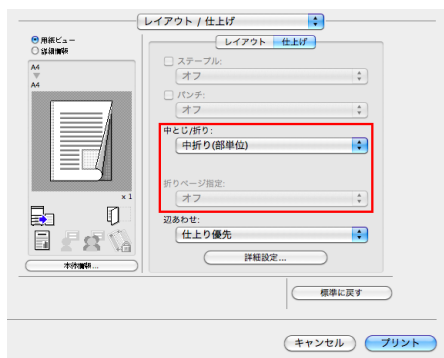 レイアウト / 仕上げ
用紙ビュー
詳細情報
レイアウト 仕上げ
A4
A4
x 1
ステープル:
オフ
パンチ:
オフ
中とじ/折り:
中折り(部単位)
折りページ指定:
オフ
辺あわせ:
仕上り優先
詳細設定...
本体情報...
標準に戻す
キャンセル プリント